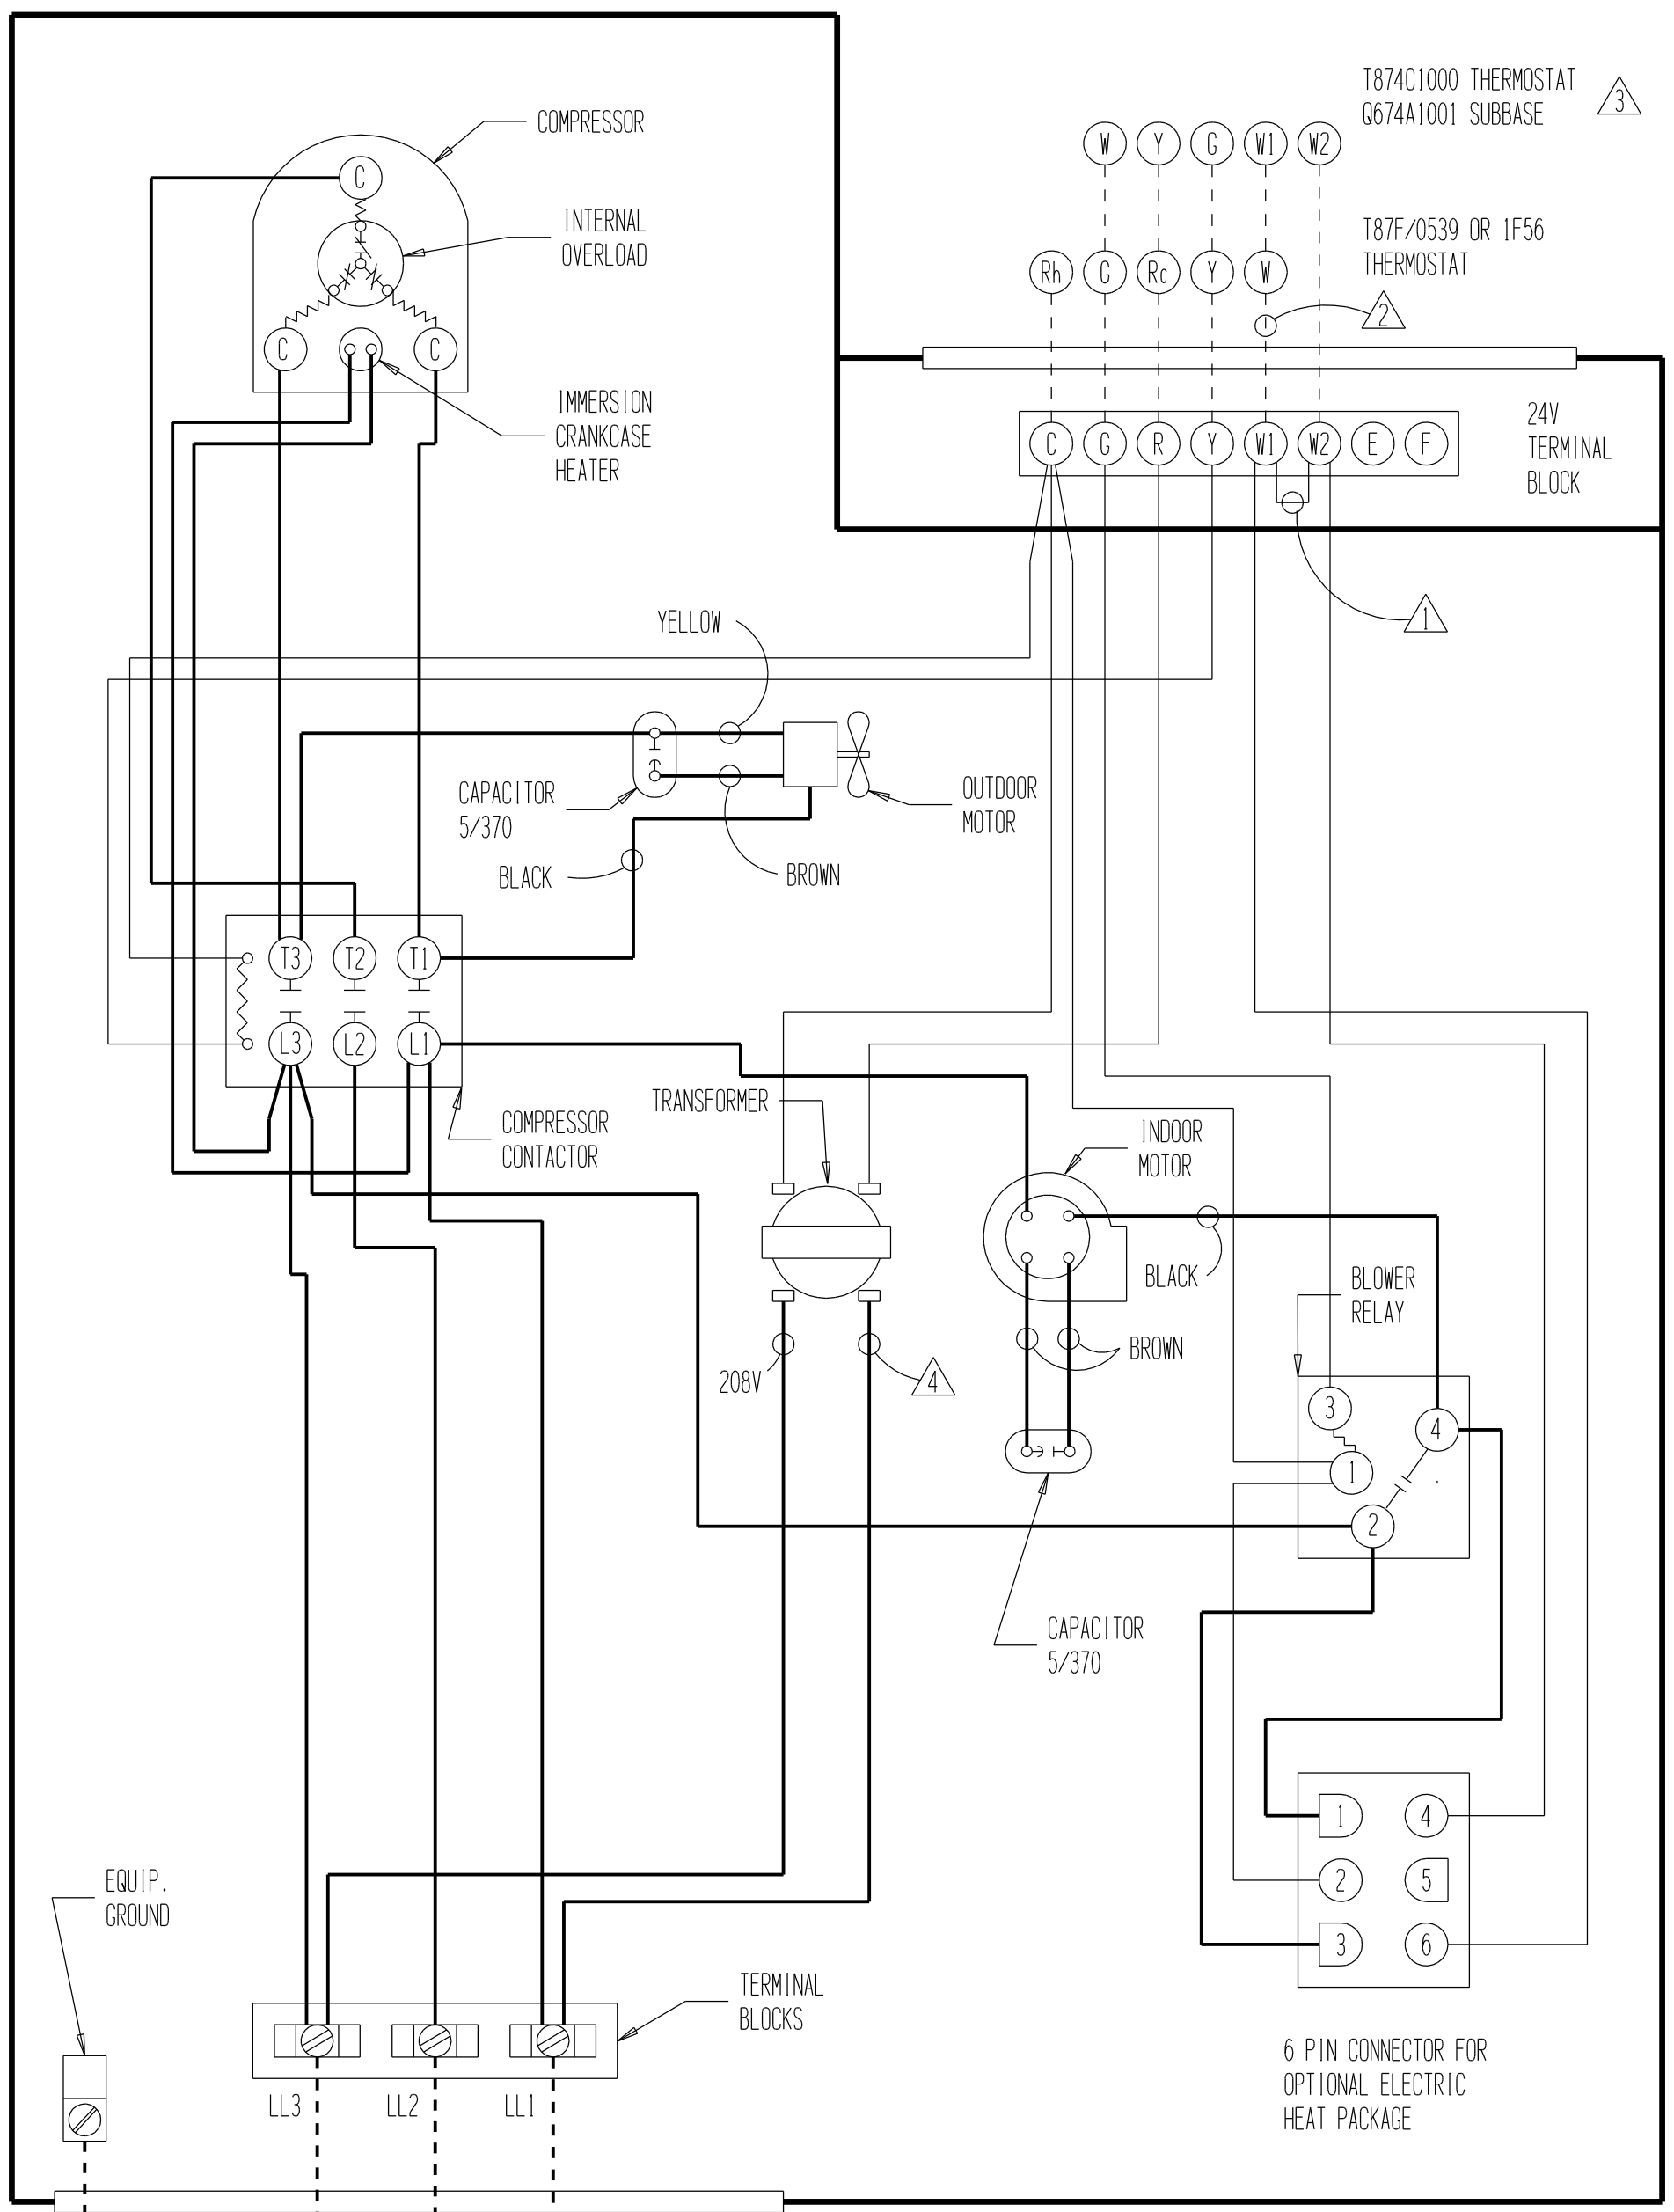 T874C1000 THERMOSTAT
Q674A1001 SUBBASE
3
COMPRESSOR
C
W Y G W1 W2
INTERNAL
OVERLOAD
T87F/0539 OR 1F56
THERMOSTAT
Rh G Rc Y W
2
C C
IMMERSION
CRANKCASE
HEATER
C G R Y W1 W2 E F
24V
TERMINAL
BLOCK
1
YELLOW
CAPACITOR
5/370
OUTDOOR
MOTOR
BLACK
BROWN
T3 T2 T1
L3 L2 L1
COMPRESSOR
CONTACTOR
TRANSFORMER
INDOOR
MOTOR
BLACK
BLOWER
RELAY
BROWN
208V
4
3
4
1
2
CAPACITOR
5/370
1 4
2 5
3 6
EQUIP.
GROUND
TERMINAL
BLOCKS
LL3 LL2 LL1
6 PIN CONNECTOR FOR
OPTIONAL ELECTRIC
HEAT PACKAGE